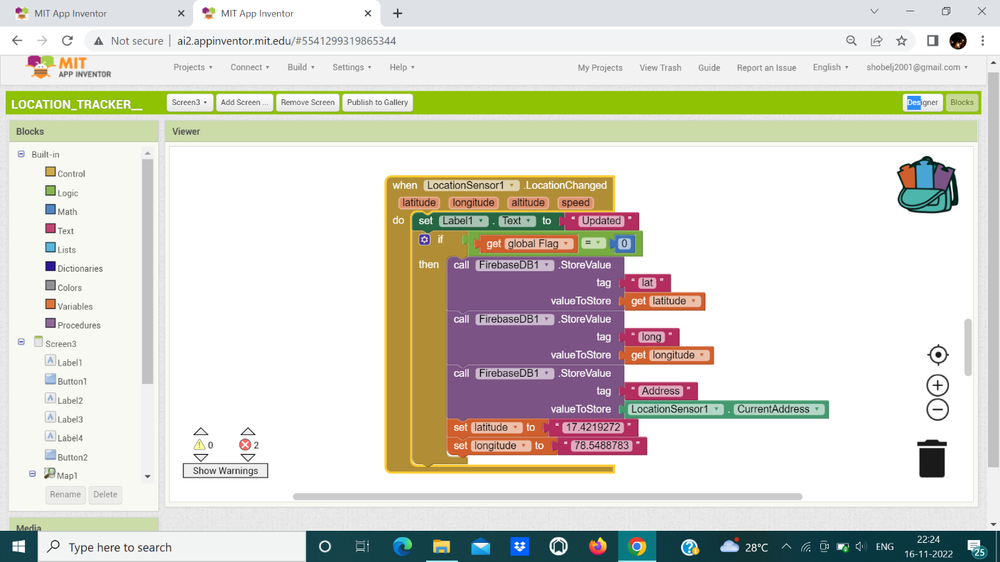 MIT App Inventor
MIT App Inventor
Not secure
ai2.appinventor.mit.edu/#5541299319865344
MIT
APP INVENTOR
Projects
Connect
Build
Settings
Help
My Projects
View Trash
Guide
Report an Issue
English
shobelj2001@gmail.com
LOCATION_TRACKER__
Screen3
Add Screen ...
Remove Screen
Publish to Gallery
Designer
Blocks
Blocks
Viewer
Built-in
Control
Logic
Math
Text
Lists
Dictionaries
Colors
Variables
Procedures
Screen3
Label1
Button1
Label2
Label3
Label4
Button2
Map1
Rename
Delete
Media
when LocationSensor1 .LocationChanged
latitude longitude altitude speed
do set Label1 . Text to " Updated "
if get global Flag = 0
then call FirebaseDB1 .StoreValue
tag " lat "
valueToStore get latitude
call FirebaseDB1 .StoreValue
tag " long "
valueToStore get longitude
call FirebaseDB1 .StoreValue
tag " Address "
valueToStore LocationSensor1 . CurrentAddress
set latitude to " 17.4219272 "
set longitude to " 78.5488783 "
0
2
Show Warnings
Type here to search
28°C
ENG
22:24
16-11-2022
25